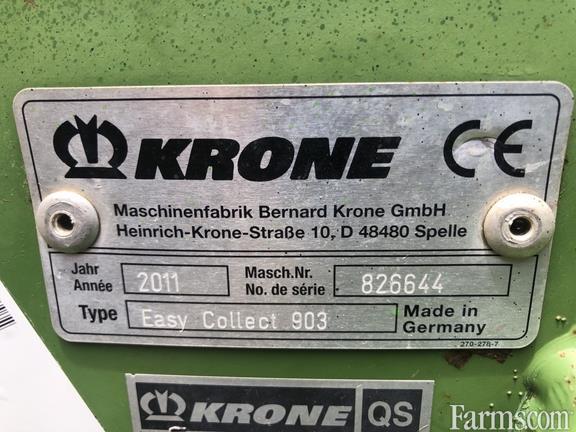 KRONE CE
Maschinenfabrik Bernard Krone GmbH
Heinrich-Krone-Straße 10, D 48480 Spelle
Jahr
Année 2011 Masch.Nr.
No. de série 826644
Type Easy Collect 903 Made in
Germany
270-278-7
KRONE QS
Farms.com